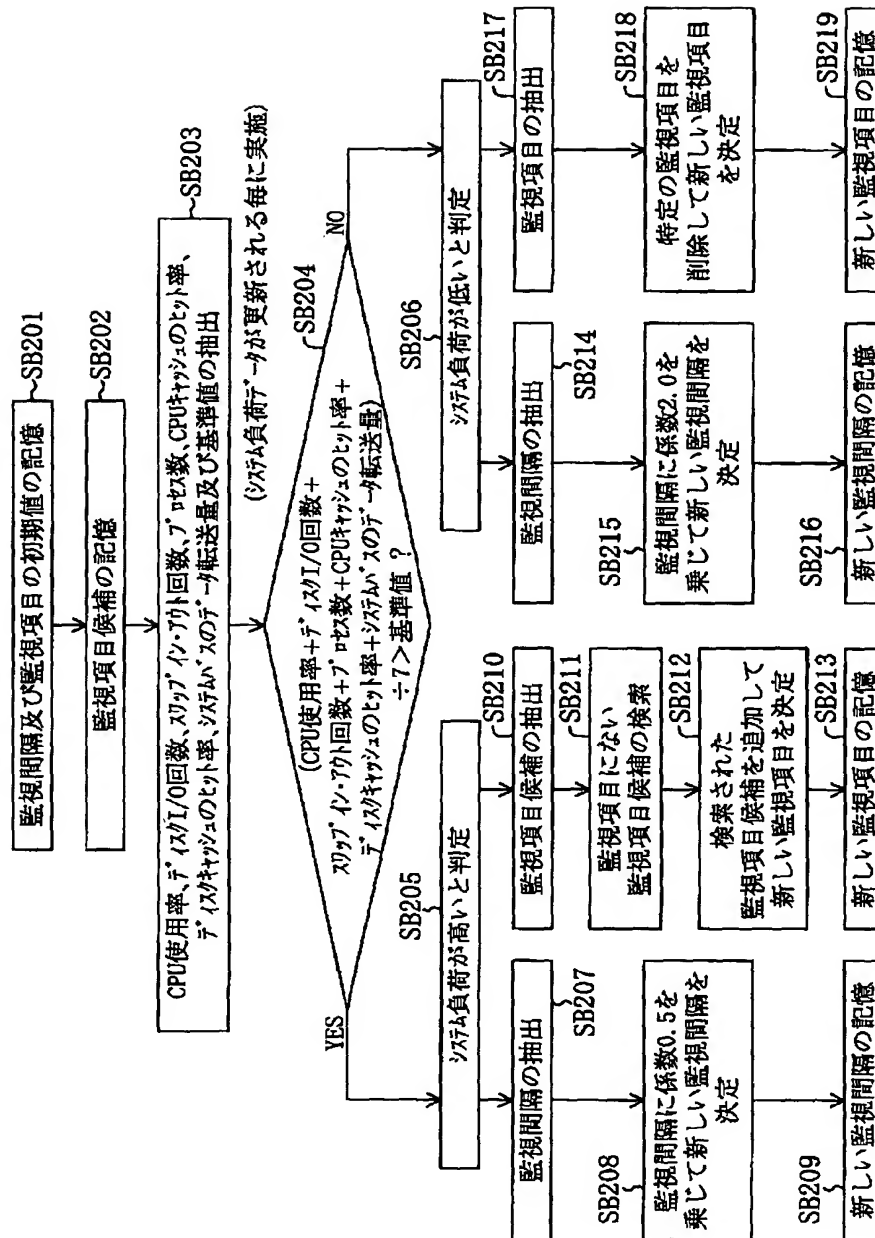 監視間隔及び監視項目の初期値の記憶
SB201
監視項目候補の記憶
SB202
CPU使用率、ディスクI/O回数、スワップイン・アウト回数、プロセス数、CPUキャッシュのヒット率、
ディスクキャッシュのヒット率、システムバスのデータ転送量及び基準値の抽出
SB203
(システム負荷データが更新される毎に実施)
(CPU使用率+ディスクI/O回数+
スワップイン・アウト回数+プロセス数+CPUキャッシュのヒット率+
ディスクキャッシュのヒット率+システムバスのデータ転送量)
÷7>基準値 ?
SB204
YES
NO
SB205
システム負荷が高いと判定
SB206
システム負荷が低いと判定
監視間隔の抽出
SB207
SB208
監視間隔に係数0.5を
乗じて新しい監視間隔を
決定
SB209
新しい監視間隔の記憶
監視項目候補の抽出
SB210
監視項目にない
監視項目候補の検索
SB211
検索された
監視項目候補を追加して
新しい監視項目を決定
SB212
新しい監視項目の記憶
SB213
監視間隔の抽出
SB214
SB215
監視間隔に係数2.0を
乗じて新しい監視間隔を
決定
SB216
新しい監視間隔の記憶
監視項目の抽出
SB217
特定の監視項目を
削除して新しい監視項目
を決定
SB218
新しい監視項目の記憶
SB219